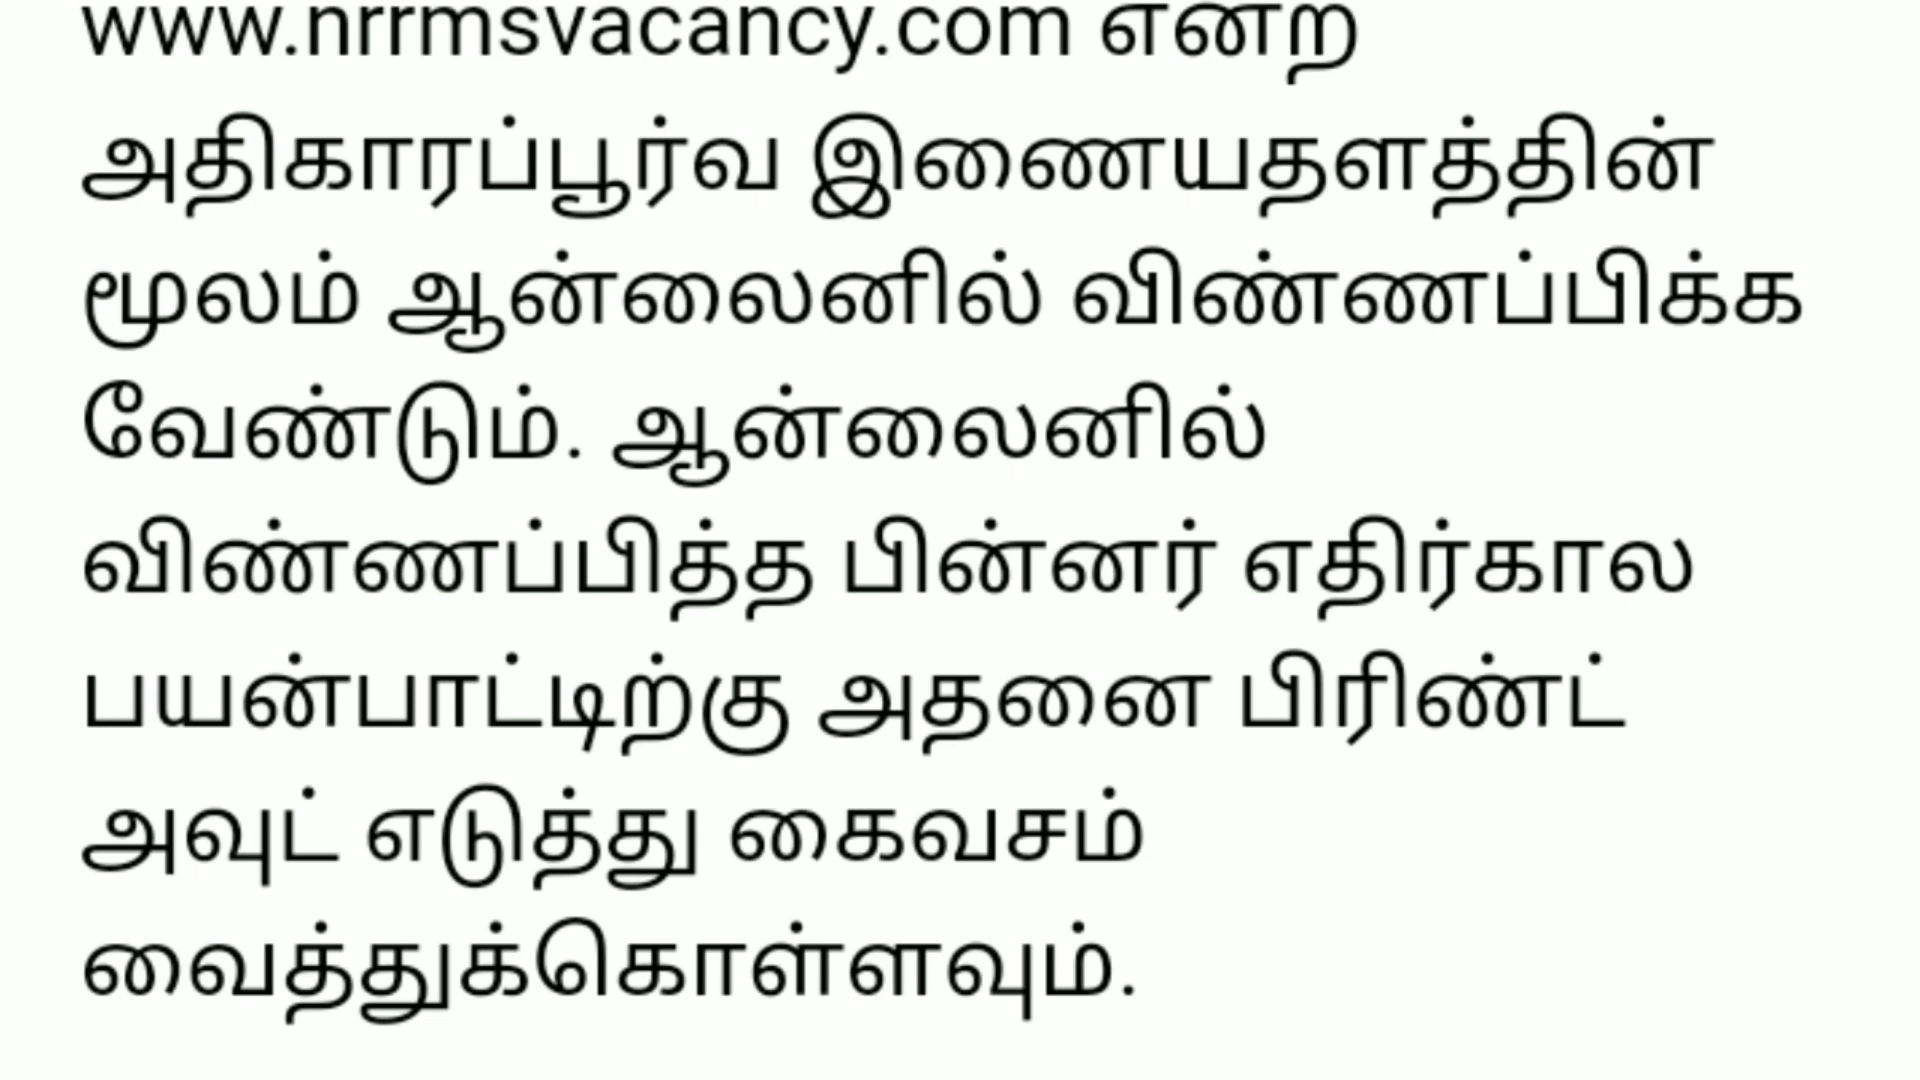 www.nrrmsvacancy.com என்ற
அதிகாரப்பூர்வ இணையதளத்தின்
மூலம் ஆன்லைனில் விண்ணப்பிக்க
வேண்டும். ஆன்லைனில்
விண்ணப்பித்த பின்னர் எதிர்கால
பயன்பாட்டிற்கு அதனை பிரிண்ட்
அவுட் எடுத்து கைவசம்
வைத்துக்கொள்ளவும்.